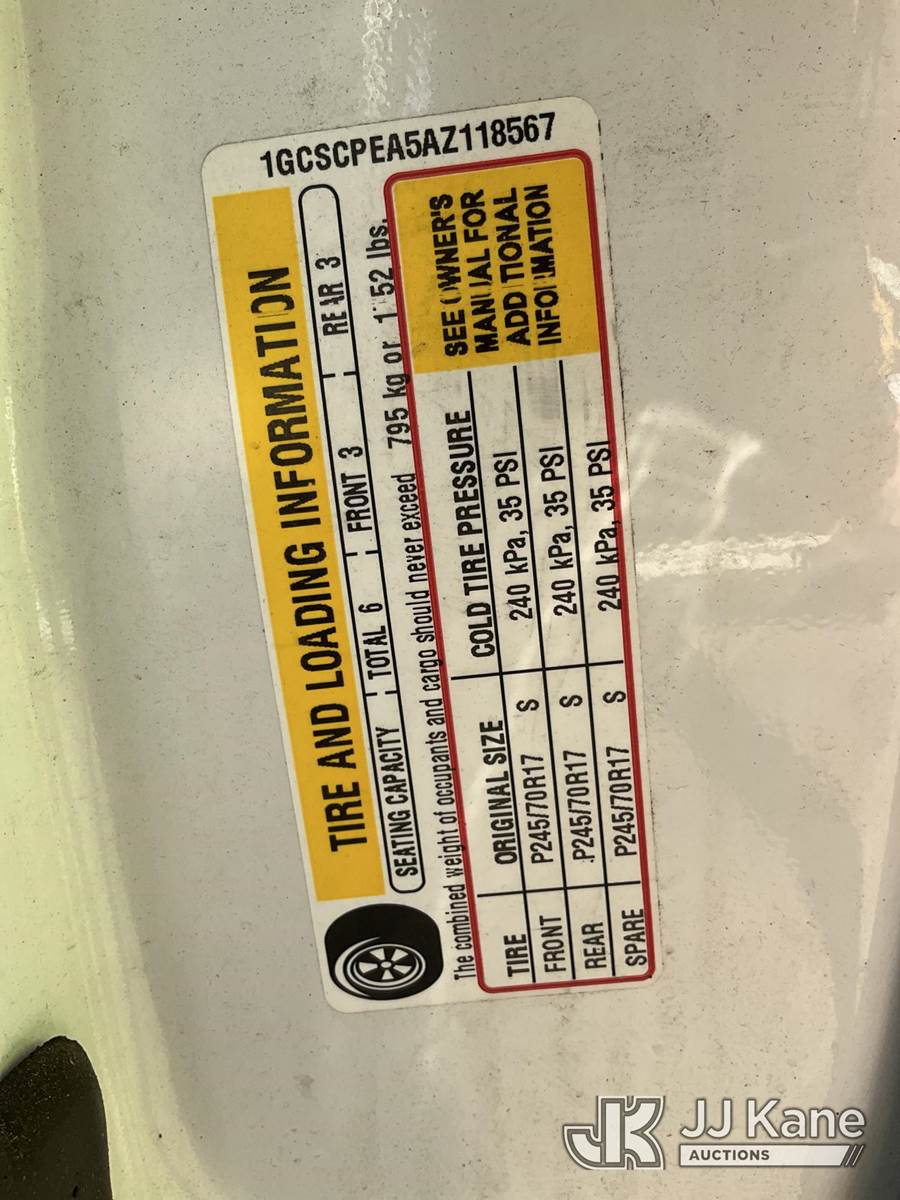 1GCSCPEA5AZ118567
TIRE AND LOADING INFORMATION
SEATING CAPACITY TOTAL 6 FRONT 3 REAR 3
The combined weight of occupants and cargo should never exceed 795 kg or lbs.
TIRE ORIGINAL SIZE COLD TIRE PRESSURE
FRONT P245/70R17 S 240 kPa, 35 PSI
REAR P245/70R17 S 240 kPa, 35 PSI
SPARE P245/70R17 S 240 kPa, 35 PSI
SEE OWNER'S
MANUAL FOR
ADDITIONAL
INFORMATION
JK JJ Kane
AUCTIONS